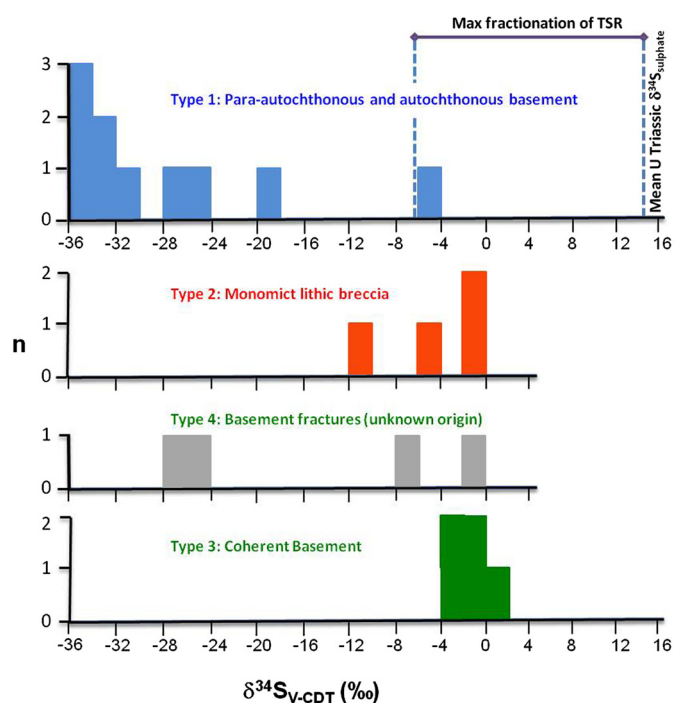 Max fractionation of TSR
Mean U Triassic δ34Ssulphate
3
2
1
0
Type 1: Para-autochthonous and autochthonous basement
-36 -32 -28 -24 -20 -16 -12 -8 -4 0 4 8 12 16
2
1
0
Type 2: Monomict lithic breccia
n
1
0
Type 4: Basement fractures (unknown origin)
2
1
0
Type 3: Coherent Basement
-36 -32 -28 -24 -20 -16 -12 -8 -4 0 4 8 12 16
δ34SV-CDT (‰)